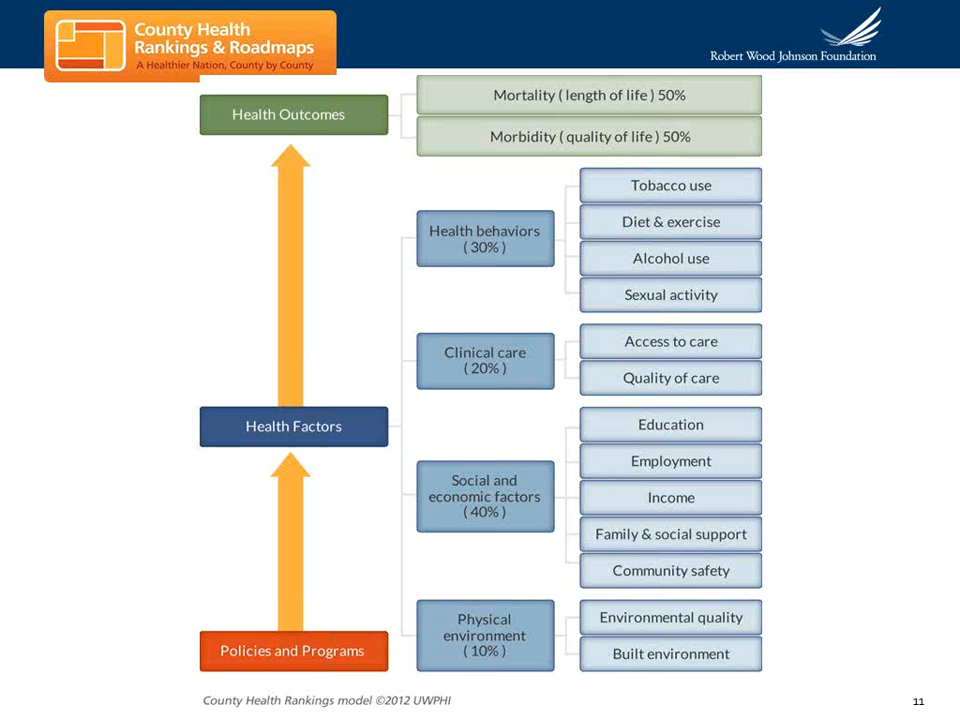 County Health
Rankings & Roadmaps
A Healthier Nation, County by County
Robert Wood Johnson Foundation
Health Outcomes
Mortality ( length of life ) 50%
Morbidity ( quality of life ) 50%
Health behaviors
( 30% )
Tobacco use
Diet & exercise
Alcohol use
Sexual activity
Clinical care
( 20% )
Access to care
Quality of care
Health Factors
Social and
economic factors
( 40% )
Education
Employment
Income
Family & social support
Community safety
Policies and Programs
Physical
environment
( 10% )
Environmental quality
Built environment
County Health Rankings model ©2012 UWPHI
11